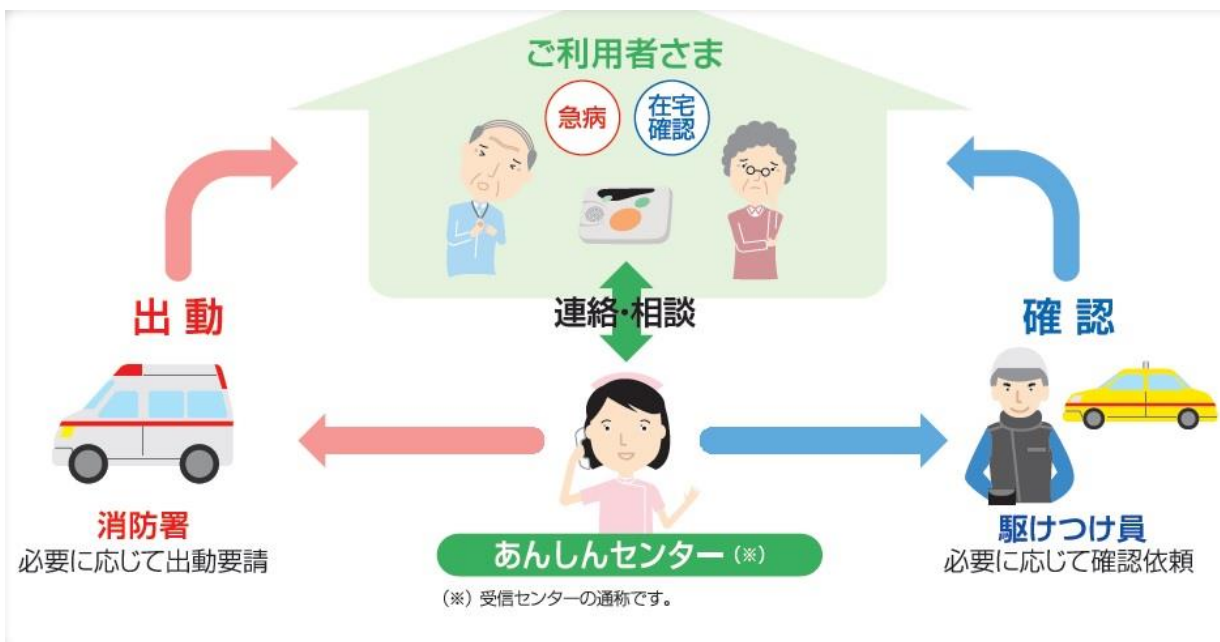 ご利用者さま
急病
在宅
確認
連絡・相談
出動
確認
消防署
必要に応じて出動要請
あんしんセンター(※)
(※)受信センターの通称です。
駆けつけ員
必要に応じて確認依頼